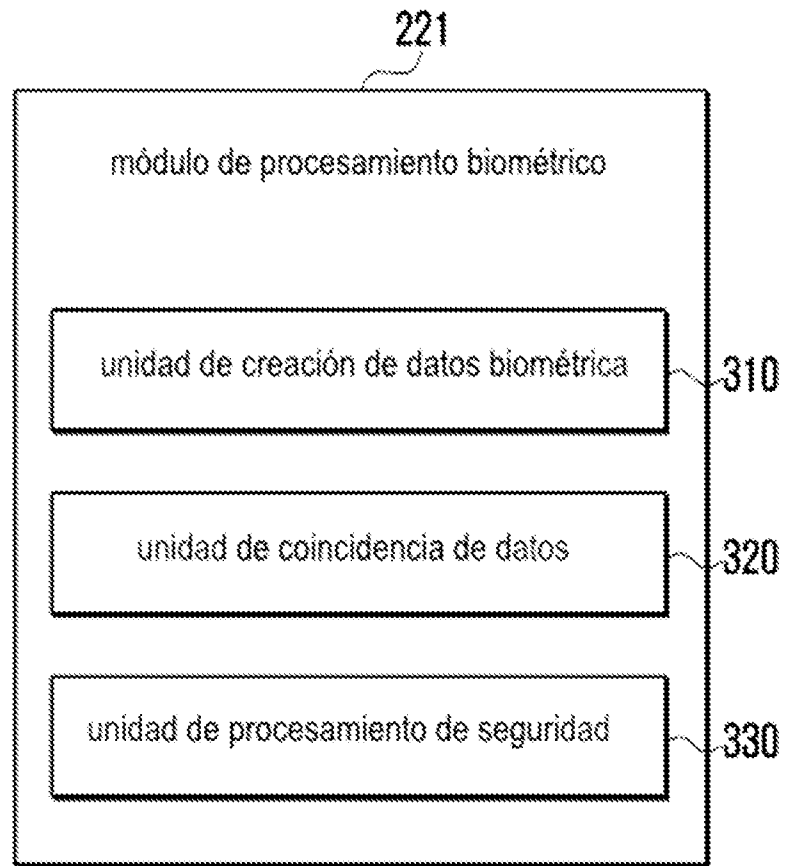 221
módulo de procesamiento biométrico
unidad de creación de datos biométrica
310
unidad de coincidencia de datos
320
unidad de procesamiento de seguridad
330